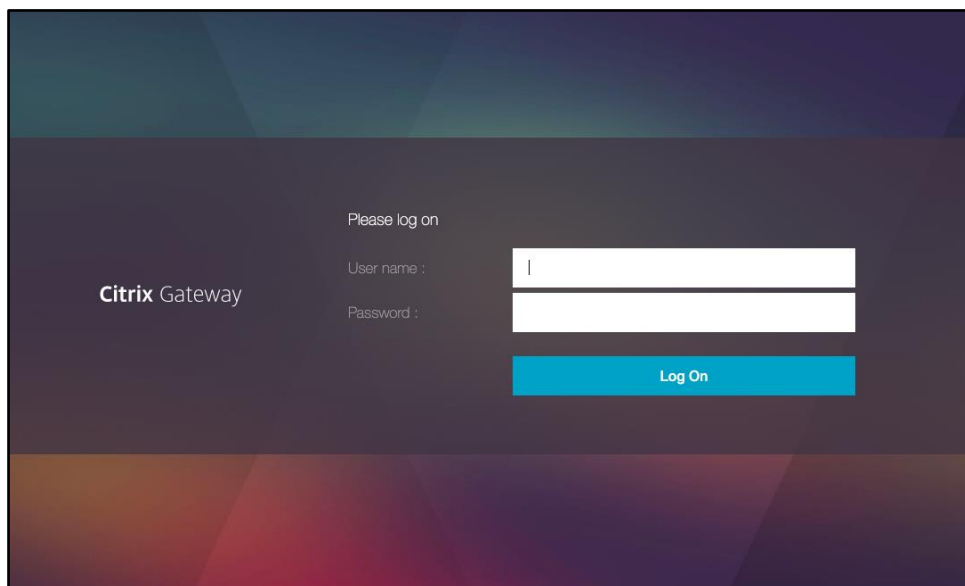 Please log on
User name :
Citrix Gateway
Password :
Log On